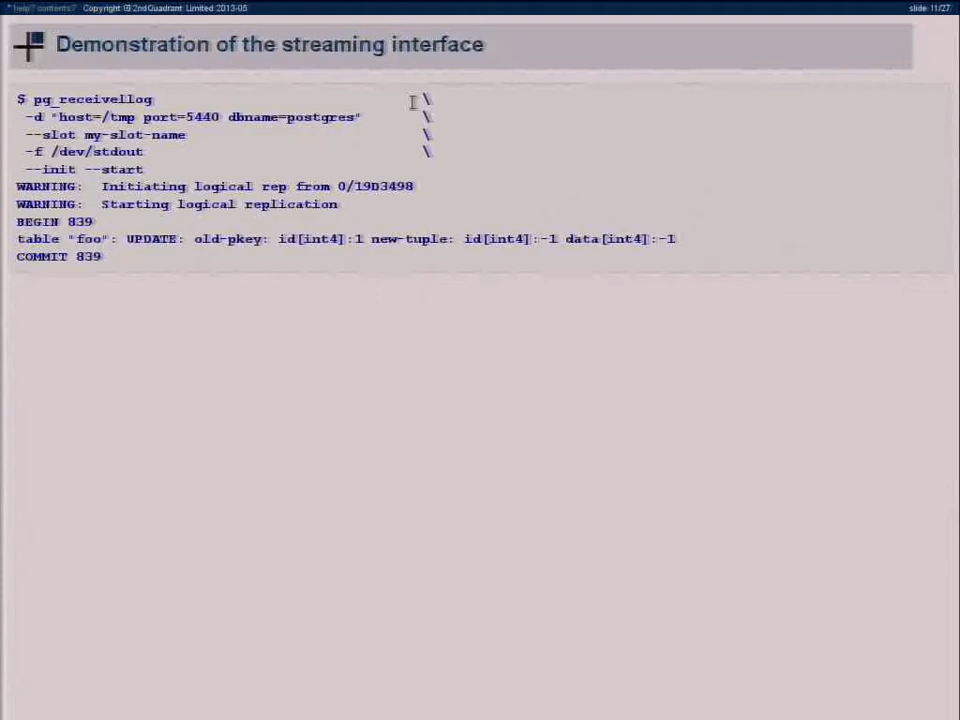 * help? contents? Copyright @ 2ndQuadrant Limited 2013-05 slide 11/27
Demonstration of the streaming interface
$ pg_receivellog \
-d "host=/tmp port=5440 dbname=postgres" \
--slot my-slot-name \
-f /dev/stdout \
--init --start
WARNING: Initiating logical rep from 0/19D3498
WARNING: Starting logical replication
BEGIN 839
table "foo": UPDATE: old-pkey: id[int4]:1 new-tuple: id[int4]:-1 data[int4]:-1
COMMIT 839